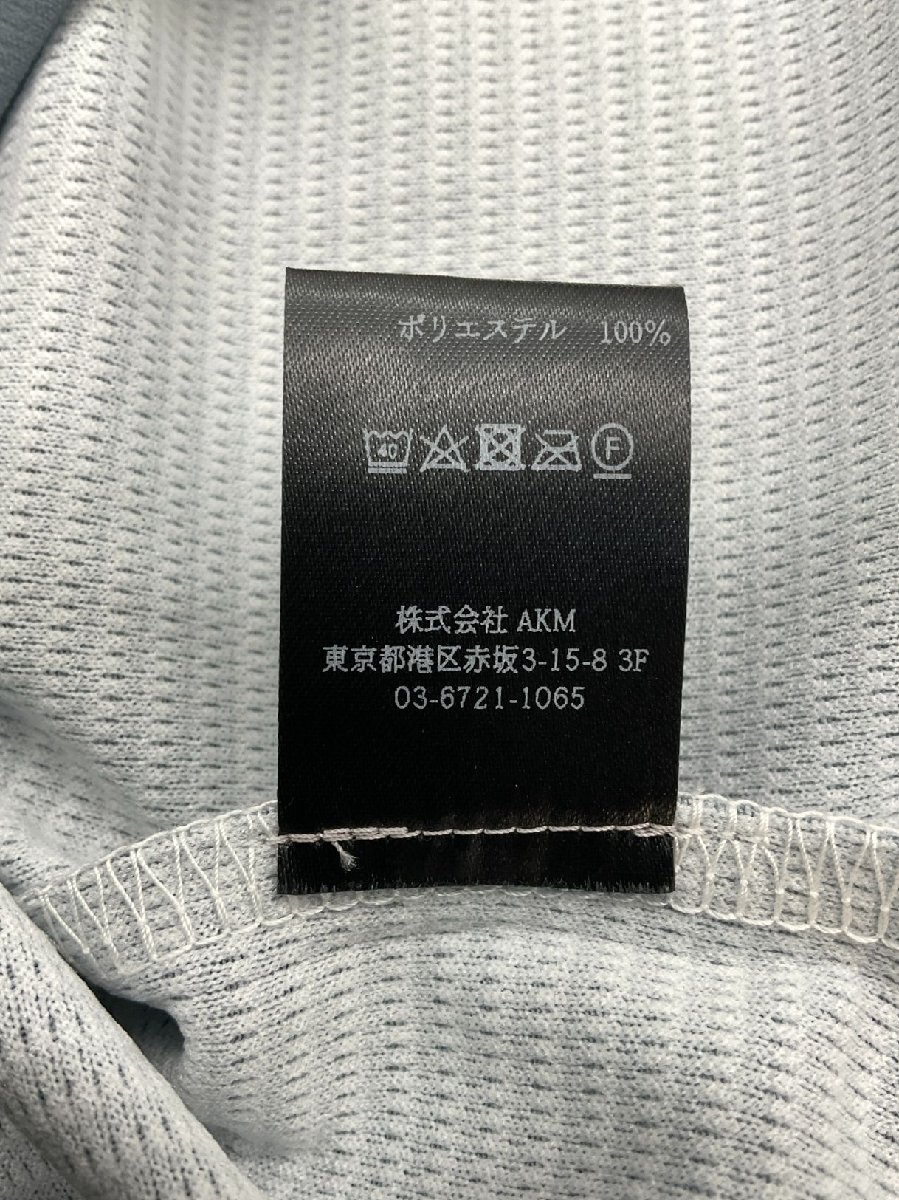 ポリエステル 100%
40 F
株式会社 AKM
東京都港区赤坂3-15-8 3F
03-6721-1065